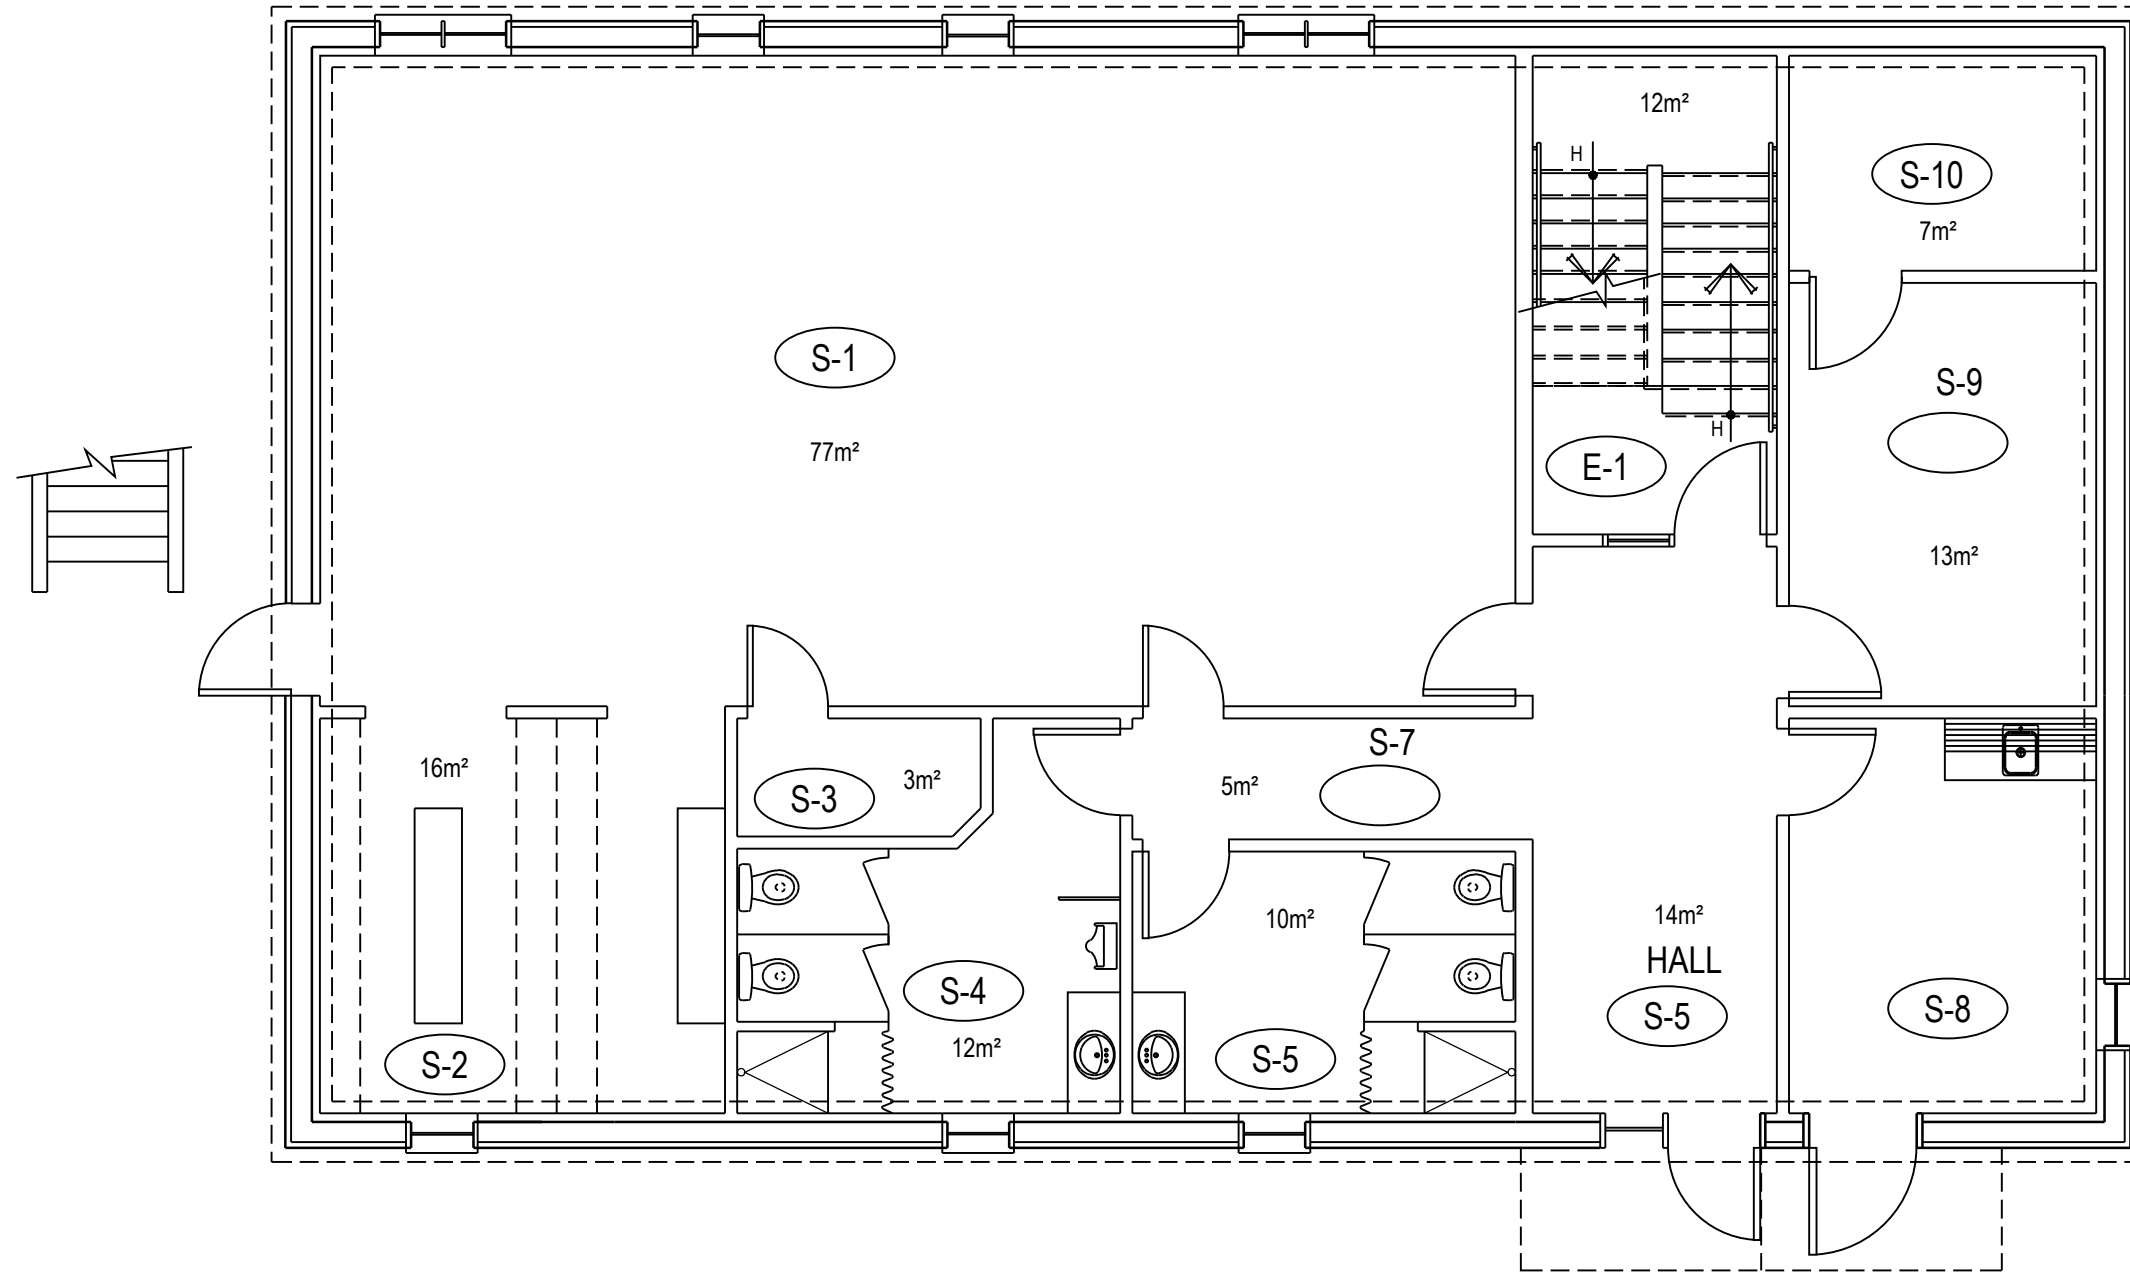 12m²
H
S-10
7m²
S-1
S-9
77m²
H
E-1
13m²
S-7
16m²
3m²
S-3
5m²
10m²
14m²
HALL
S-4
S-5
S-8
12m²
S-5
S-2